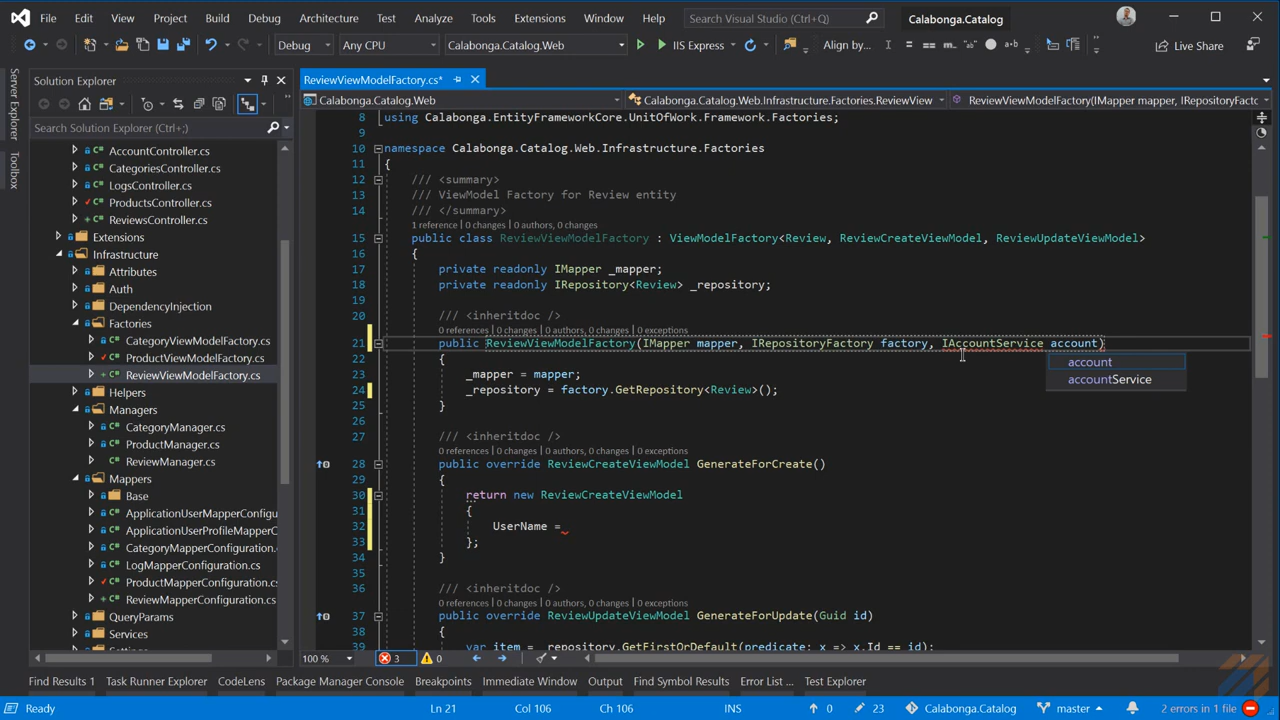 File Edit View Project Build Debug Architecture Test Analyze Tools Extensions Window Help Search Visual Studio (Ctrl+Q) Calabonga.Catalog
Debug Any CPU Calabonga.Catalog.Web IIS Express Align by... Live Share
Server Explorer
Toolbox
Solution Explorer
Search Solution Explorer (Ctrl+;)
AccountController.cs
CategoriesController.cs
LogsController.cs
ProductsController.cs
ReviewsController.cs
Extensions
Infrastructure
Attributes
Auth
DependencyInjection
Factories
CategoryViewModelFactory.cs
ProductViewModelFactory.cs
ReviewViewModelFactory.cs
Helpers
Managers
CategoryManager.cs
ProductManager.cs
ReviewManager.cs
Mappers
Base
ApplicationUserMapperConfigu
ApplicationUserProfileMapperC
CategoryMapperConfiguration.
LogMapperConfiguration.cs
ProductMapperConfiguration.cs
ReviewMapperConfiguration.cs
QueryParams
Services
ReviewViewModelFactory.cs*
Calabonga.Catalog.Web Calabonga.Catalog.Web.Infrastructure.Factories.ReviewView ReviewViewModelFactory(IMapper mapper, IRepositoryFactc
8 using Calabonga.EntityFrameworkCore.UnitOfWork.Framework.Factories;
9
10 namespace Calabonga.Catalog.Web.Infrastructure.Factories
11 {
12 /// <summary>
13 /// ViewModel Factory for Review entity
14 /// </summary>
1 reference | 0 changes | 0 authors, 0 changes
15 public class ReviewViewModelFactory : ViewModelFactory<Review, ReviewCreateViewModel, ReviewUpdateViewModel>
16 {
17 private readonly IMapper _mapper;
18 private readonly IRepository<Review> _repository;
19
20 /// <inheritdoc />
0 references | 0 changes | 0 authors, 0 changes | 0 exceptions
21 public ReviewViewModelFactory(IMapper mapper, IRepositoryFactory factory, IAccountService account)
account
accountService
22 {
23 _mapper = mapper;
24 _repository = factory.GetRepository<Review>();
25 }
26
27 /// <inheritdoc />
0 references | 0 changes | 0 authors, 0 changes | 0 exceptions
28 public override ReviewCreateViewModel GenerateForCreate()
29 {
30 return new ReviewCreateViewModel
31 {
32 UserName =
33 };
34 }
35
36 /// <inheritdoc />
0 references | 0 changes | 0 authors, 0 changes | 0 exceptions
37 public override ReviewUpdateViewModel GenerateForUpdate(Guid id)
38 {
39 var item = _repository.GetFirstOrDefault(predicate: x => x.Id == id);
100 % 3 0
Find Results 1 Task Runner Explorer CodeLens Package Manager Console Breakpoints Immediate Window Output Find Symbol Results Error List ... Test Explorer
Ready Ln 21 Col 106 Ch 106 INS 0 23 Calabonga.Catalog master 2 errors in 1 file